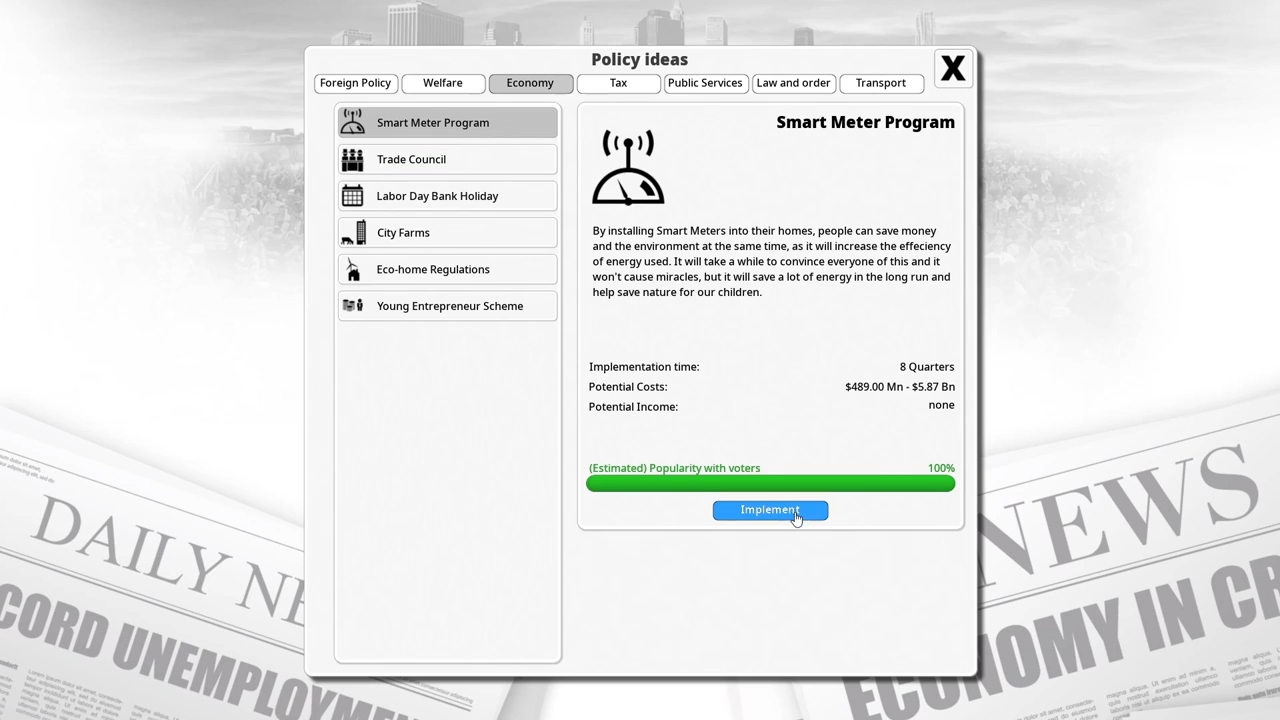 Policy ideas
X
Foreign Policy
Welfare
Economy
Tax
Public Services
Law and order
Transport
Smart Meter Program
Trade Council
Labor Day Bank Holiday
City Farms
Eco-home Regulations
Young Entrepreneur Scheme
Smart Meter Program
By installing Smart Meters into their homes, people can save money
and the environment at the same time, as it will increase the effeciency
of energy used. It will take a while to convince everyone of this and it
won't cause miracles, but it will save a lot of energy in the long run and
help save nature for our children.
Implementation time: 8 Quarters
Potential Costs: $489.00 Mn - $5.87 Bn
Potential Income: none
(Estimated) Popularity with voters 100%
Implement
DAILY NE
CORD UNEMPLOYM
NEWS
ECONOMY IN CR